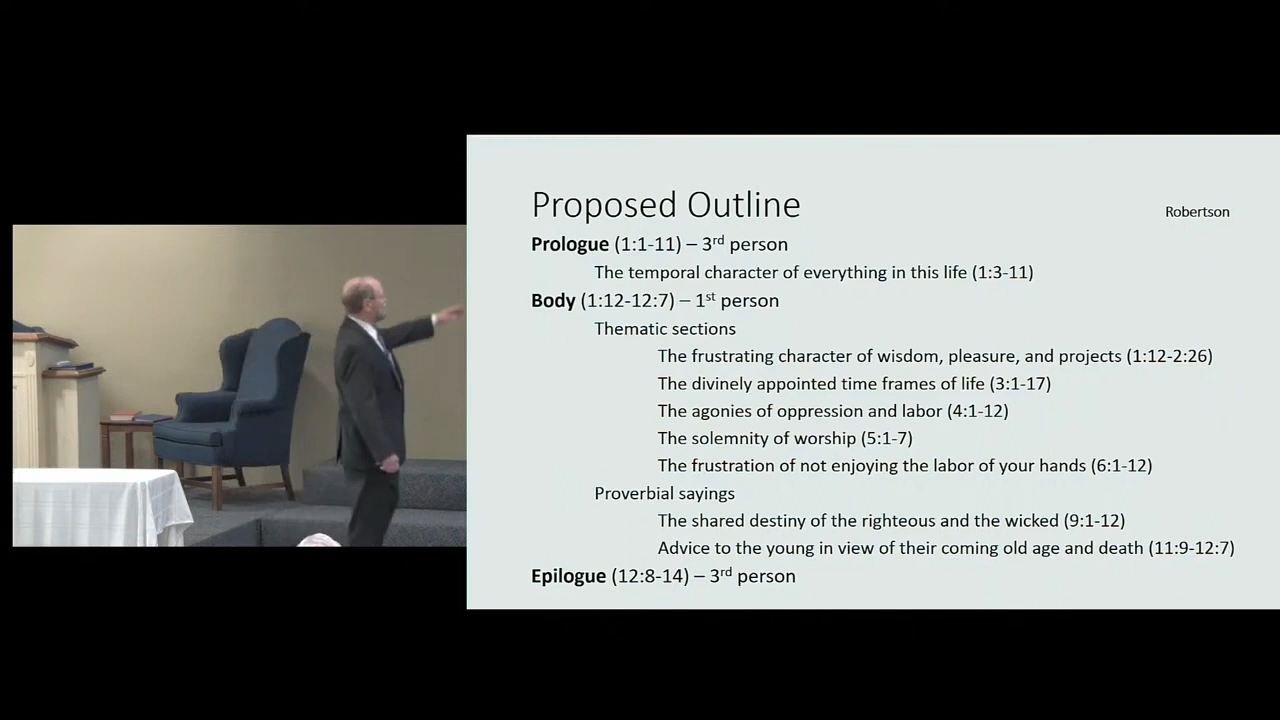 Proposed Outline
Robertson
Prologue (1:1-11) – 3rd person
The temporal character of everything in this life (1:3-11)
Body (1:12-12:7) – 1st person
Thematic sections
The frustrating character of wisdom, pleasure, and projects (1:12-2:26)
The divinely appointed time frames of life (3:1-17)
The agonies of oppression and labor (4:1-12)
The solemnity of worship (5:1-7)
The frustration of not enjoying the labor of your hands (6:1-12)
Proverbial sayings
The shared destiny of the righteous and the wicked (9:1-12)
Advice to the young in view of their coming old age and death (11:9-12:7)
Epilogue (12:8-14) – 3rd person